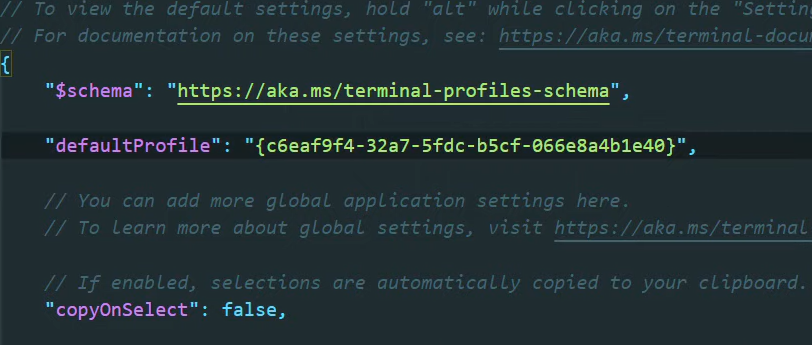 // To view the default settings, hold "alt" while clicking on the "Settin
// For documentation on these settings, see: https://aka.ms/terminal-docu
{
"$schema": "https://aka.ms/terminal-profiles-schema",
"defaultProfile": "{c6eaf9f4-32a7-5fdc-b5cf-066e8a4b1e40}",
// You can add more global application settings here.
// To learn more about global settings, visit https://aka.ms/terminal
// If enabled, selections are automatically copied to your clipboard.
"copyOnSelect": false,